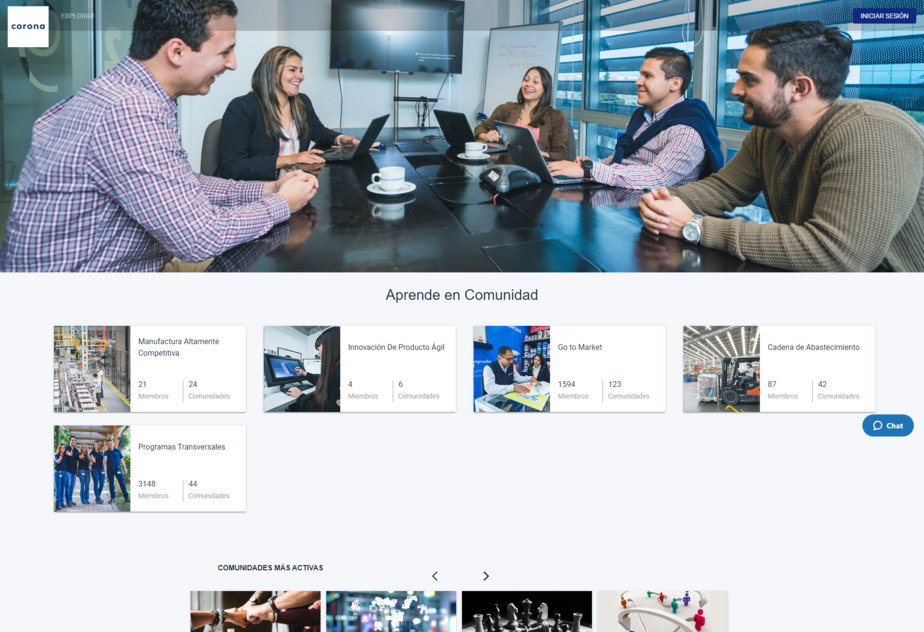 corona
EXPLORAR
INICIAR SESIÓN
Aprende en Comunidad
Manufactura Altamente
Competitiva
21
24
Miembros
Comunidades
Innovación De Producto Ágil
4
6
Miembros
Comunidades
Go to Market
1594
123
Miembros
Comunidades
Cadena de Abastecimiento
87
42
Miembros
Comunidades
Chat
Programas Transversales
3148
44
Miembros
Comunidades
COMUNIDADES MÁS ACTIVAS